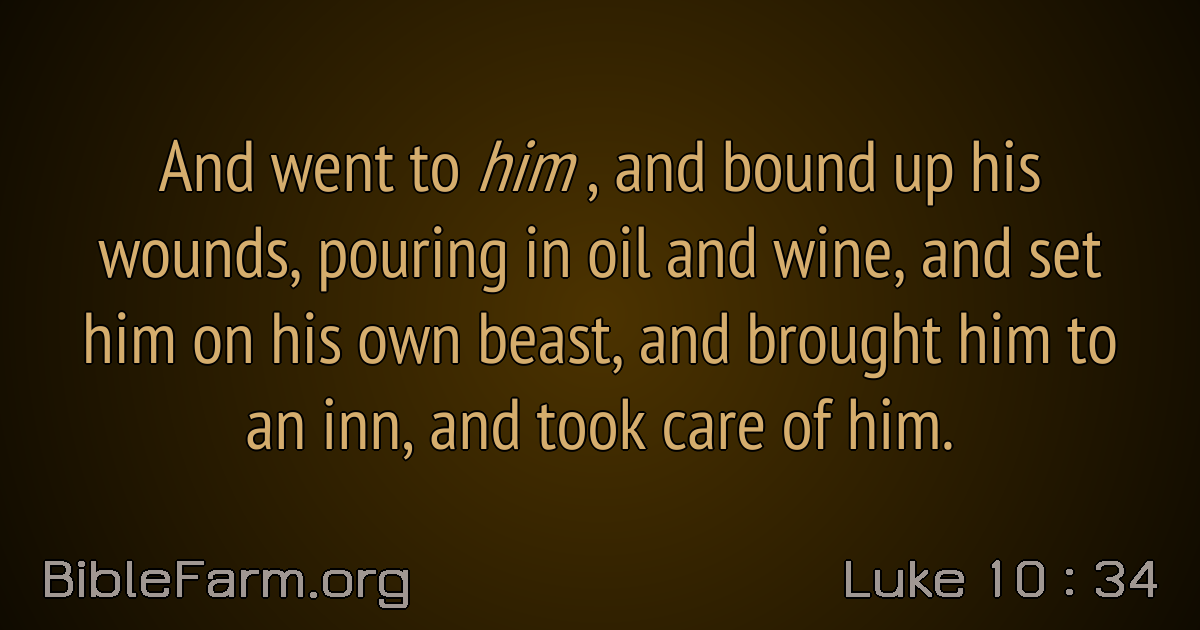 And went to him , and bound up his
wounds, pouring in oil and wine, and set
him on his own beast, and brought him to
an inn, and took care of him.
BibleFarm.org
Luke 10 : 34